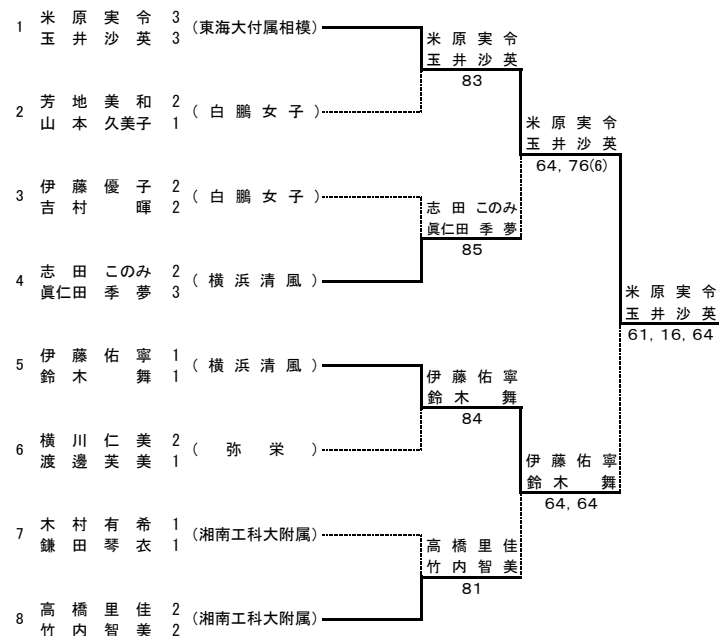 1 米原実令 3 (東海大付属相模)
玉井沙英 3
2 芳地美和 2 (白鵬女子)
山本久美子 1
3 伊藤優子 2 (白鵬女子)
吉村暉 2
4 志田このみ 2 (横浜清風)
眞仁田季夢 3
5 伊藤佑寧 1 (横浜清風)
鈴木舞 1
6 横川仁美 2 (弥栄)
渡邊芙美 1
7 木村有希 1 (湘南工科大附属)
鎌田琴衣 1
8 高橋里佳 2 (湘南工科大附属)
竹内智美 2
米原実令
玉井沙英
83
志田このみ
眞仁田季夢
85
伊藤佑寧
鈴木舞
84
高橋里佳
竹内智美
81
米原実令
玉井沙英
64, 76(6)
伊藤佑寧
鈴木舞
64, 64
米原実令
玉井沙英
61, 16, 64